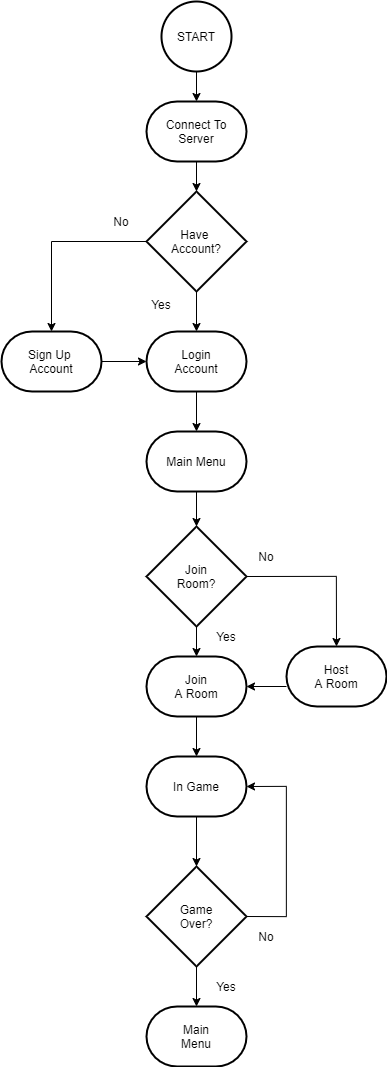 START
Connect To
Server
Have
Account?
No
Yes
Sign Up
Account
Login
Account
Main Menu
Join
Room?
No
Yes
Join
A Room
Host
A Room
In Game
Game
Over?
No
Yes
Main
Menu